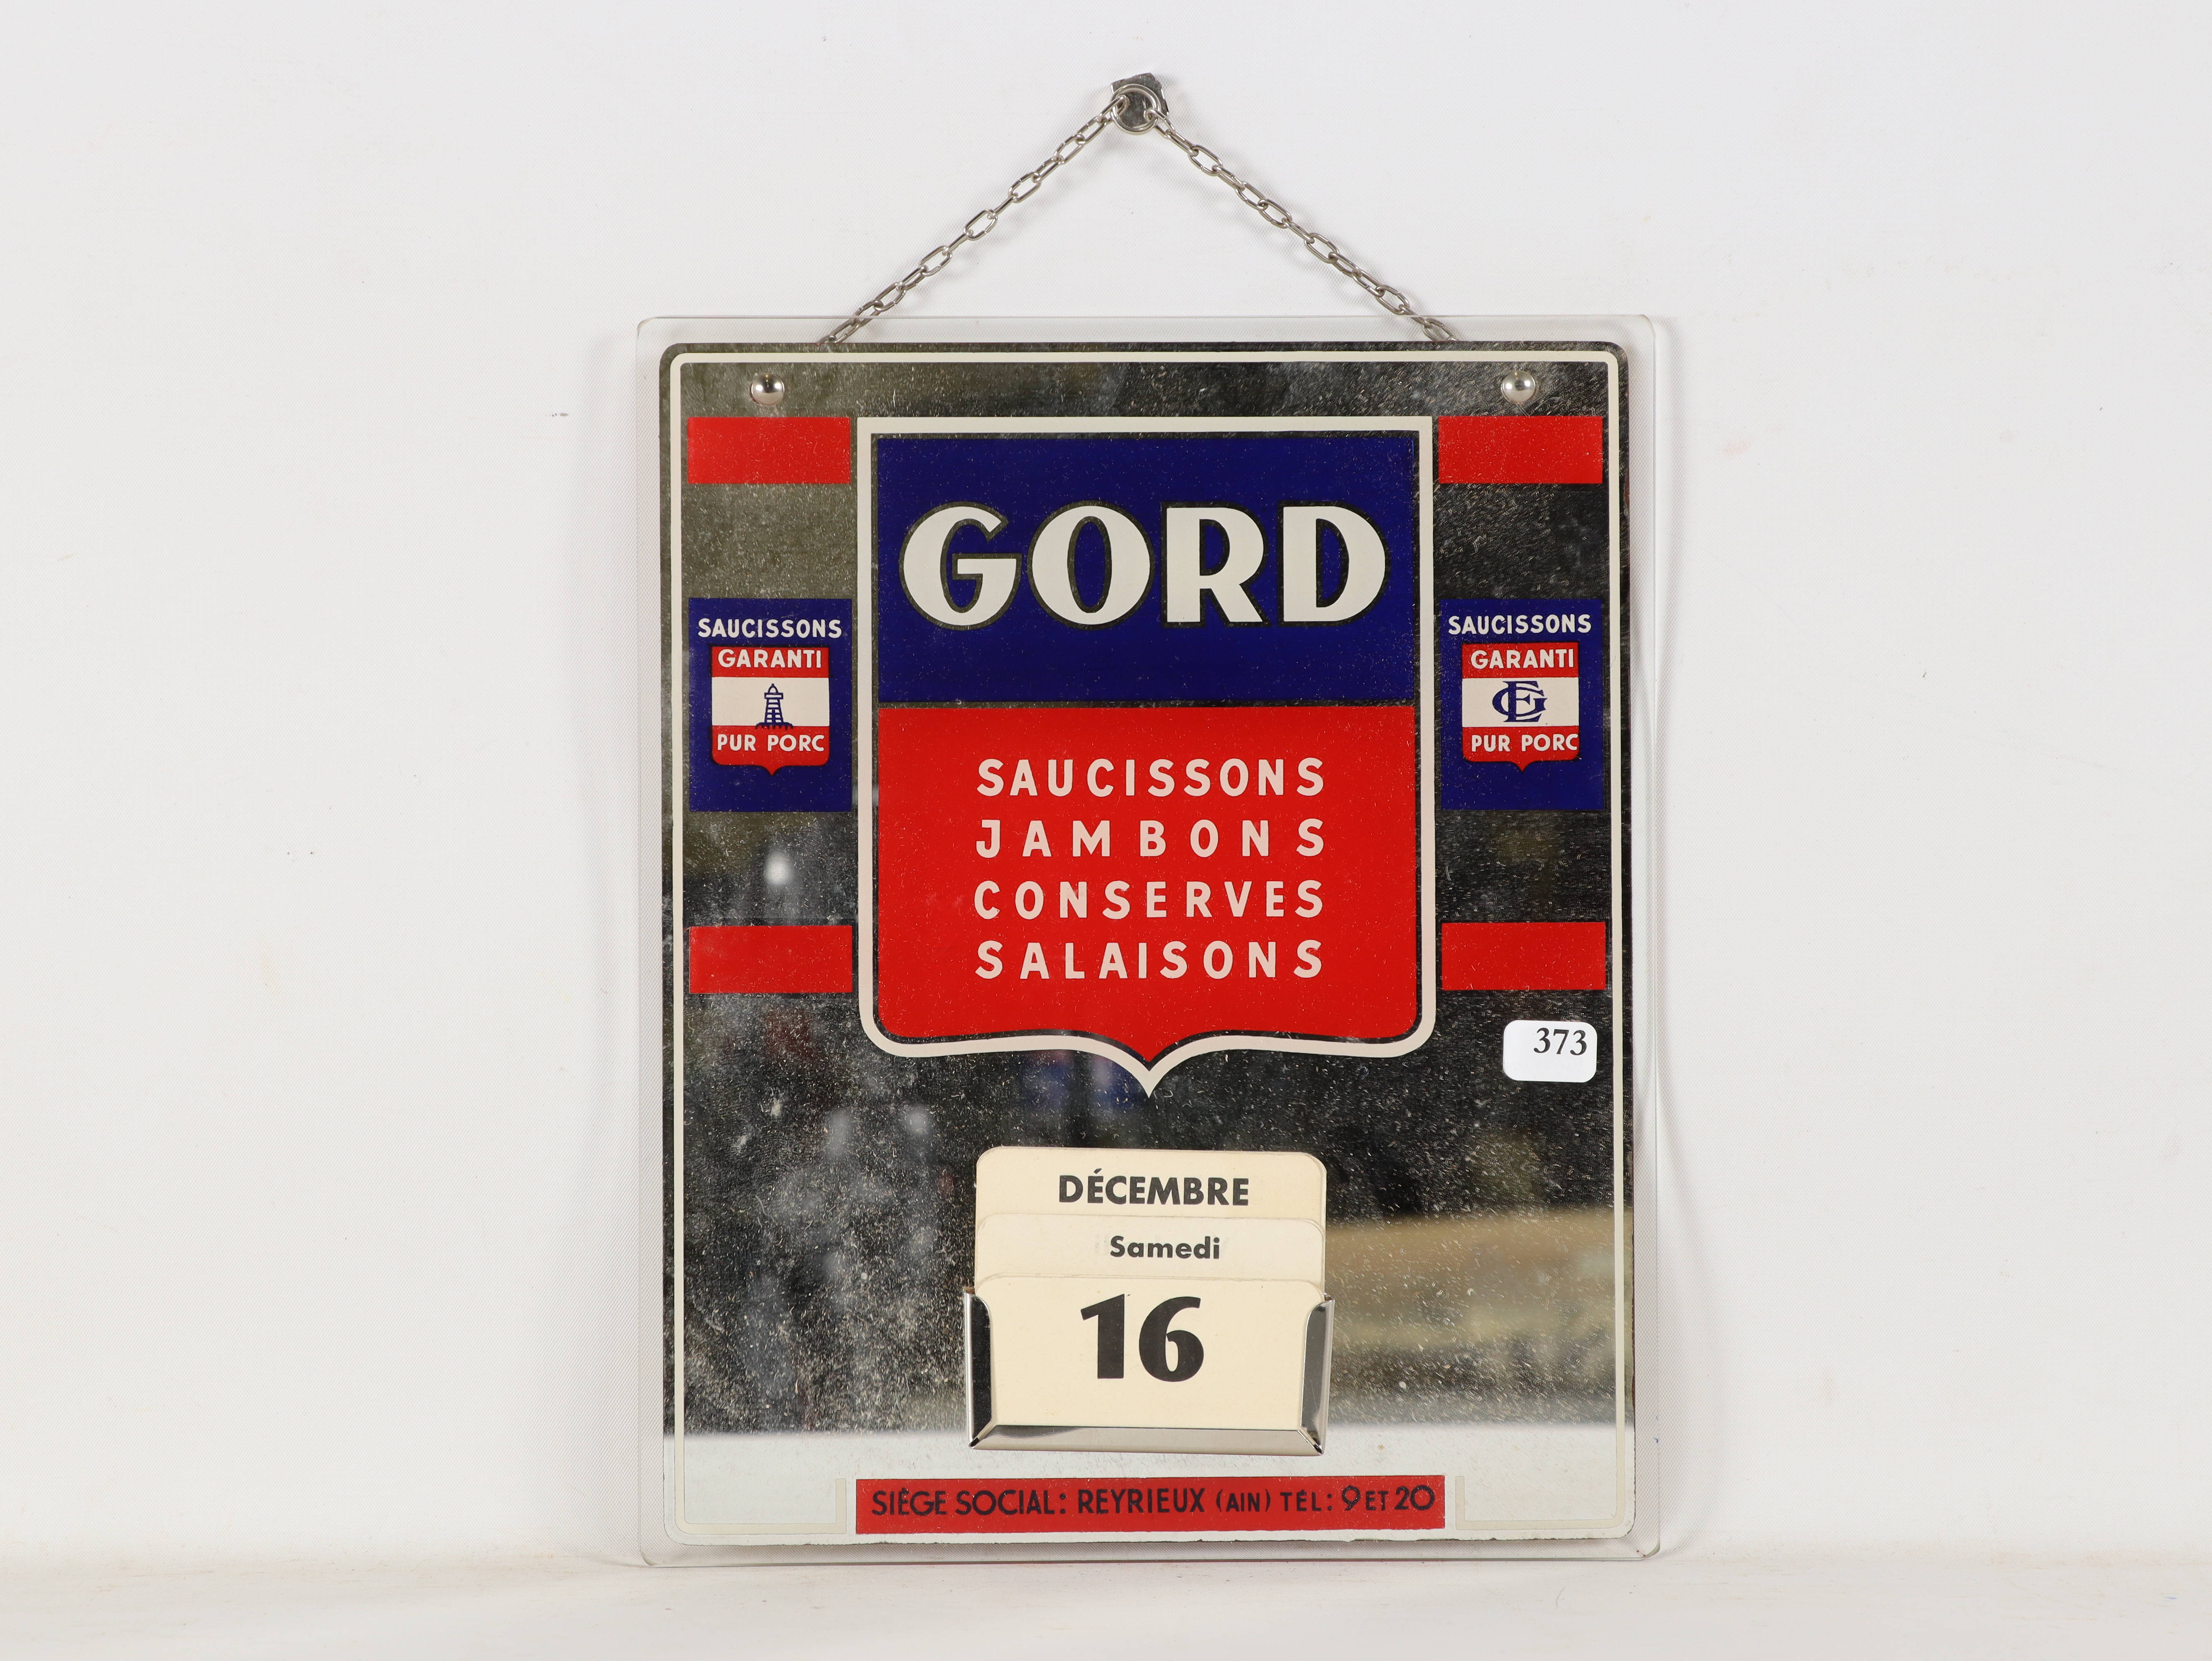 GORD
SAUCISSONS
GARANTI
PUR PORC
SAUCISSONS
GARANTI
GE
PUR PORC
SAUCISSONS
JAMBONS
CONSERVES
SALAISONS
373
DÉCEMBRE
Samedi
16
SIÈGE SOCIAL: REYRIEUX (AIN) TÉL: 9 ET 20